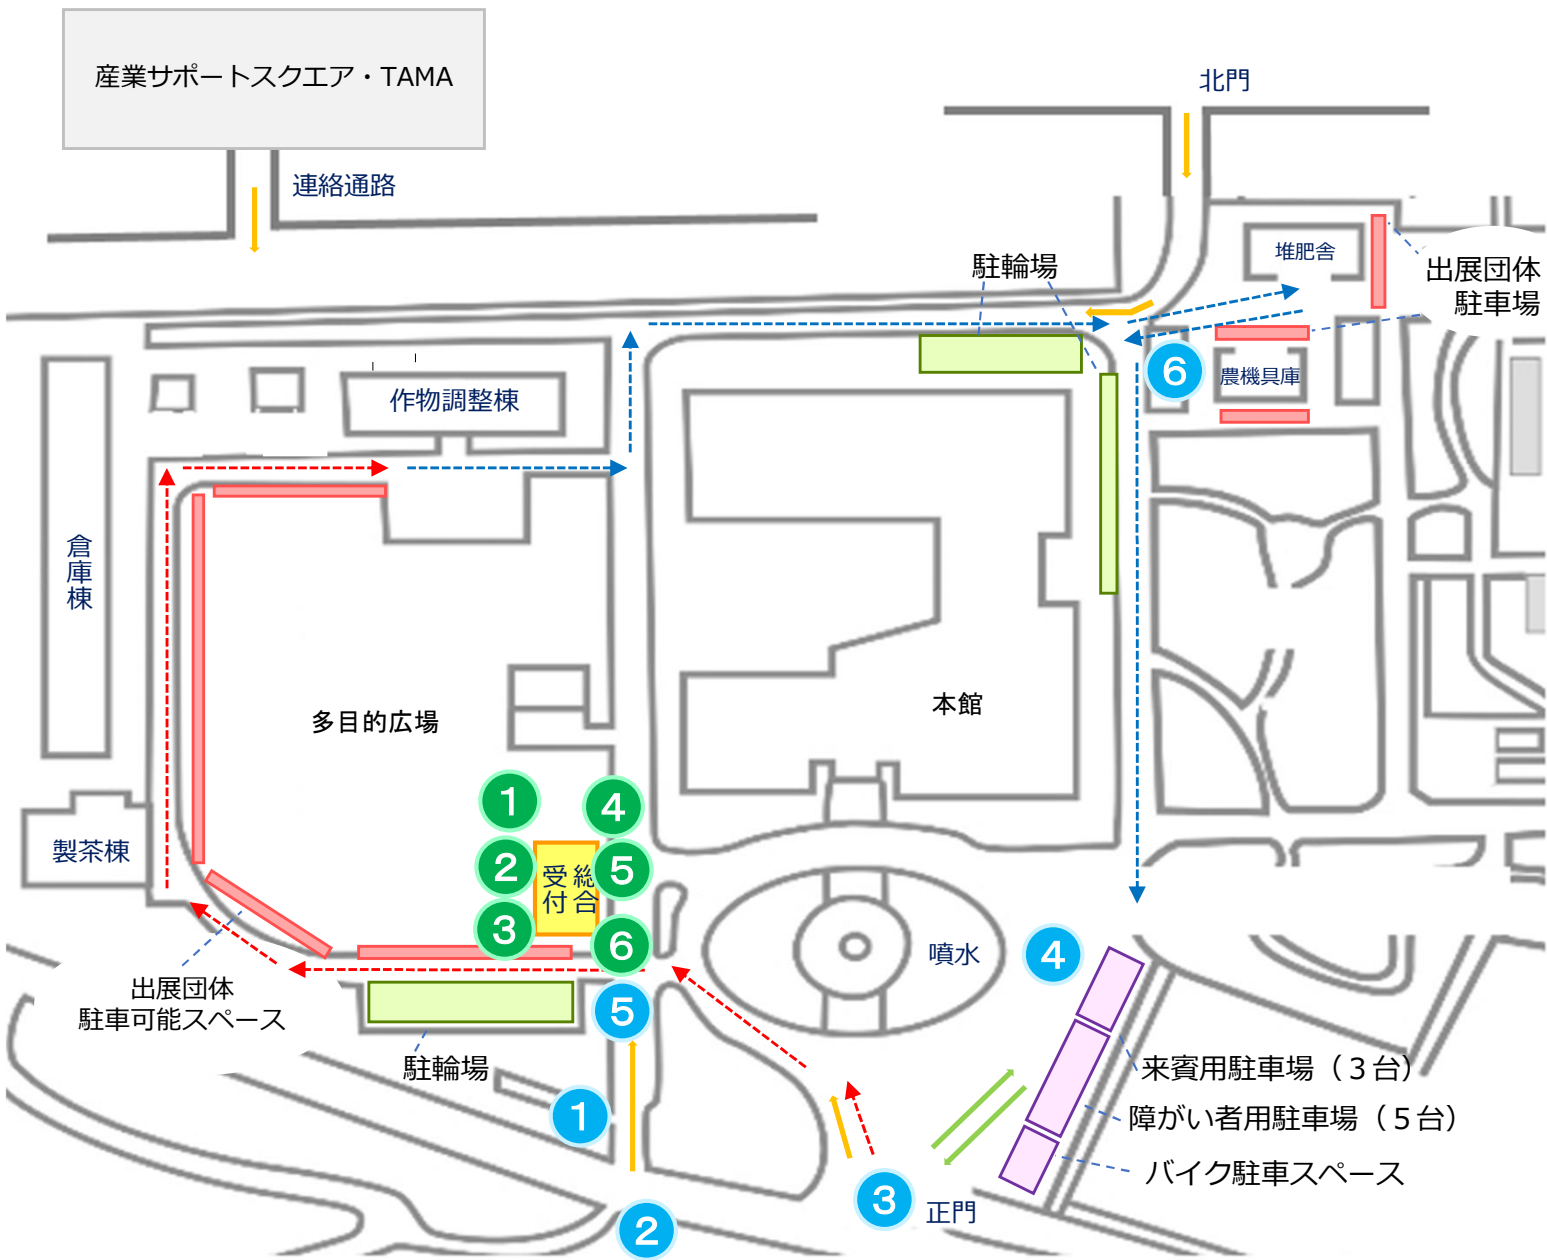 産業サポートスクエア・TAMA
北門
連絡通路
堆肥舎
駐輪場
出展団体
駐車場
6
農機具庫
作物調整棟
倉庫棟
本館
多目的広場
1
4
製茶棟
2
総合
受付
5
3
6
噴水
4
出展団体
駐車可能スペース
5
駐輪場
来賓用駐車場（３台）
1
障がい者用駐車場（５台）
バイク駐車スペース
3
正門
2